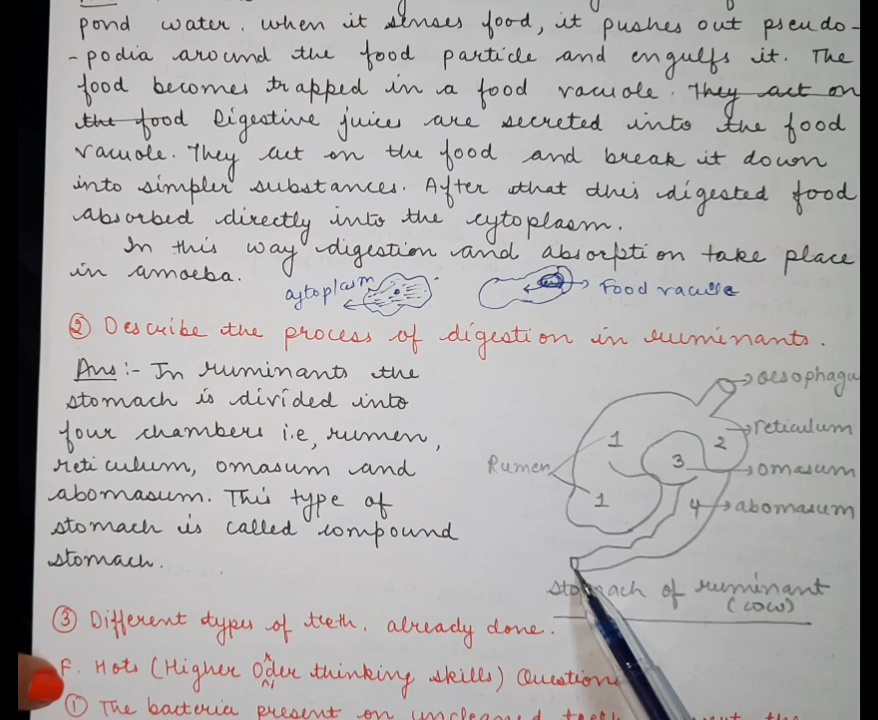 pond water. when it senses food, it pushes out pseudo-
-podia around the food particle and engulfs it. The
food becomes trapped in a food vacuole. They act on
the food Digestive juices are secreted into the food
vacuole. They act on the food and break it down
into simpler substances. After that this digested food
absorbed directly into the cytoplasm.
In this way digestion and absorption take place
in amoeba.
cytoplasm
Food vacuole
② Describe the process of digestion in ruminants.
Ans:- In ruminants the
stomach is divided into
four chambers i.e, rumen,
reticulum, omasum and
abomasum. This type of
stomach is called compound
stomach.
oesophagu
reticulum
omasum
abomasum
Rumen
1
1
2
3
4
stomach of ruminant
(cow)
③ Different types of teeth. already done.
F. Hots (Higher Order thinking skills) Question
① The bacteria present on uncleaned teeth the